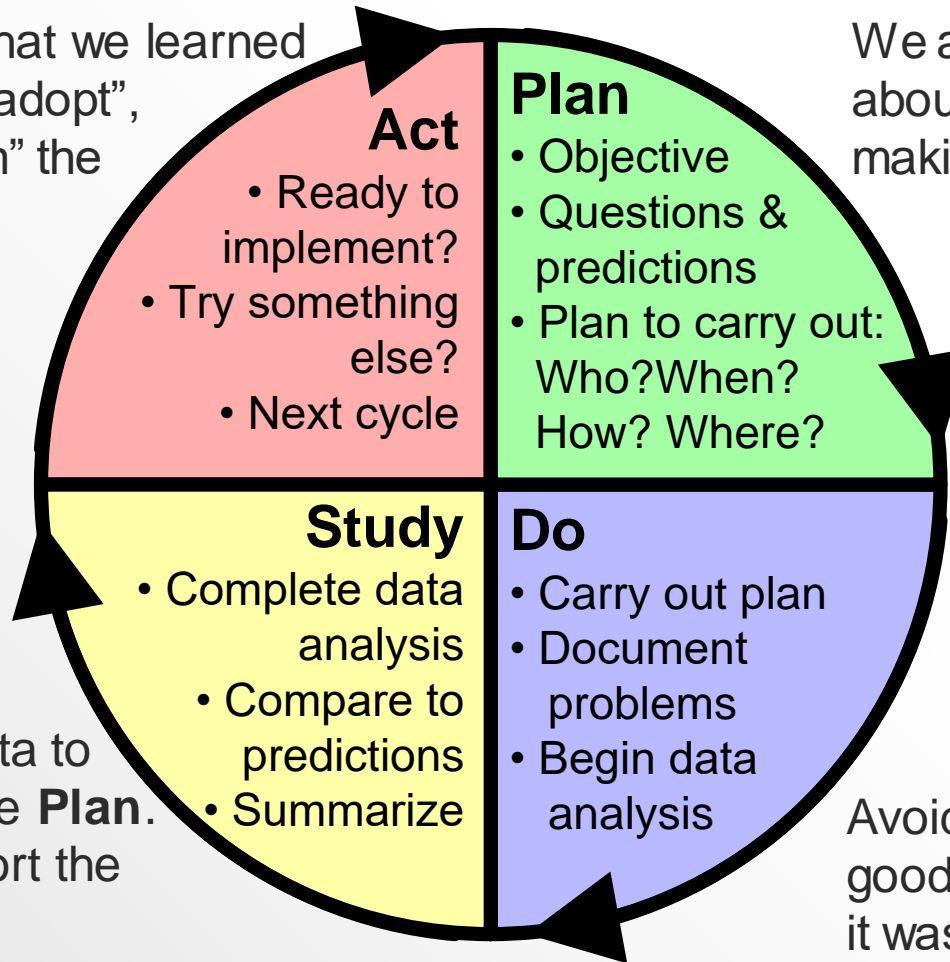 hat we learned
adopt”,
” the
Act
• Ready to
implement?
• Try something
else?
• Next cycle
Plan
• Objective
• Questions &
predictions
• Plan to carry out:
Who?When?
How? Where?
We a
abou
maki
Study
• Complete data
analysis
• Compare to
predictions
• Summarize
Do
• Carry out plan
• Document
problems
• Begin data
analysis
ta to
e Plan.
ort the
Avoid
good
it was